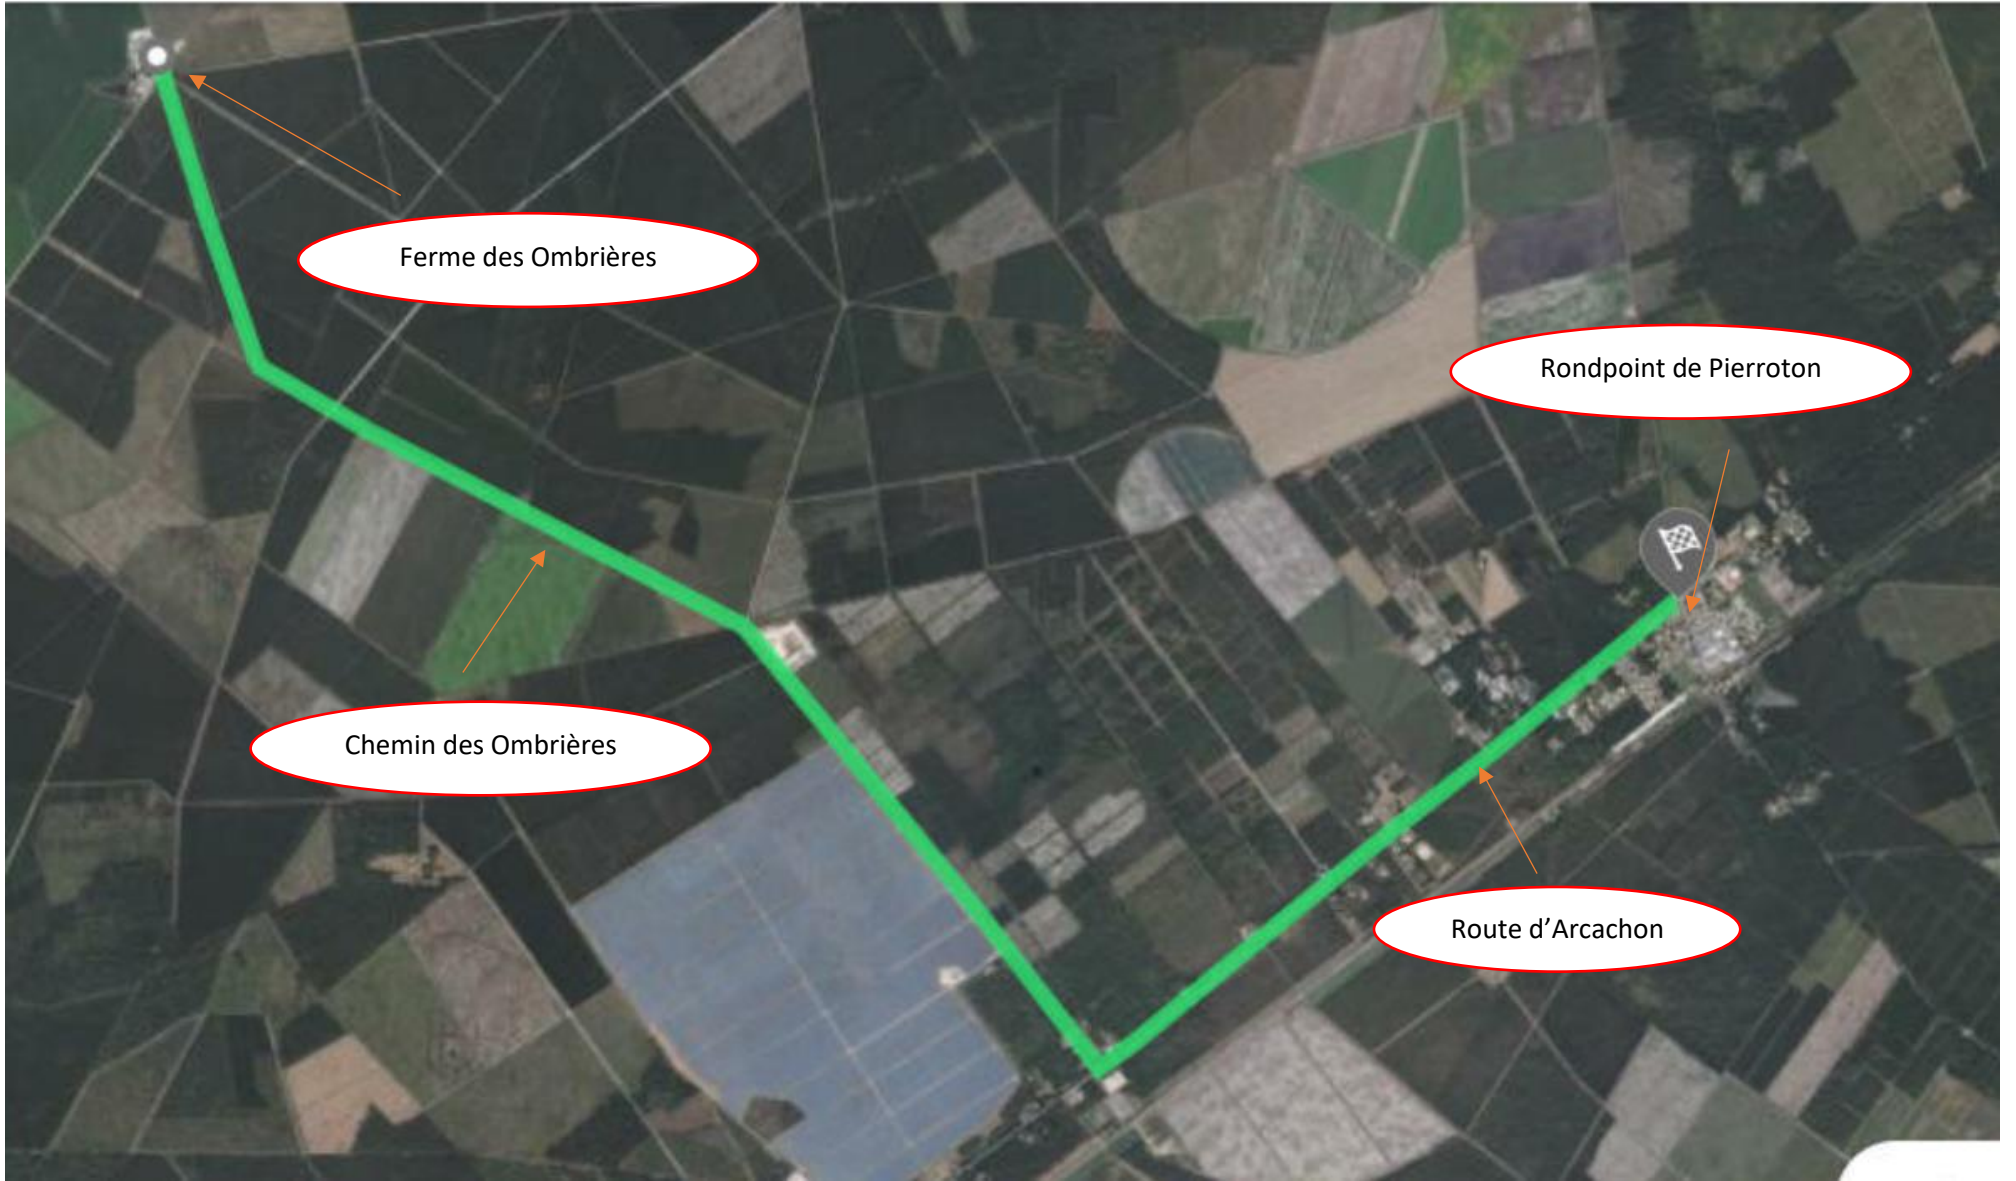 Ferme des Ombrières
Rondpoint de Pierroton
Chemin des Ombrières
Route d’Arcachon